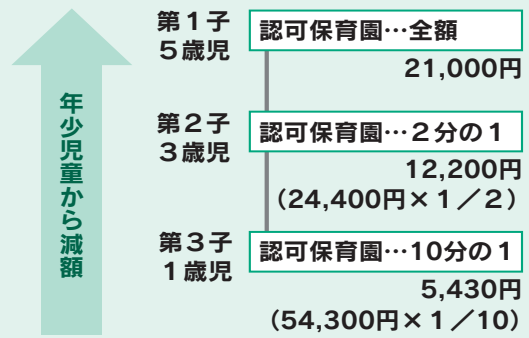 年少児童から減額
第1子
5歳児
認可保育園…全額
21,000円
第2子
3歳児
認可保育園…2分の1
12,200円
（24,400円×1／2）
第3子
1歳児
認可保育園…10分の1
5,430円
（54,300円×1／10）